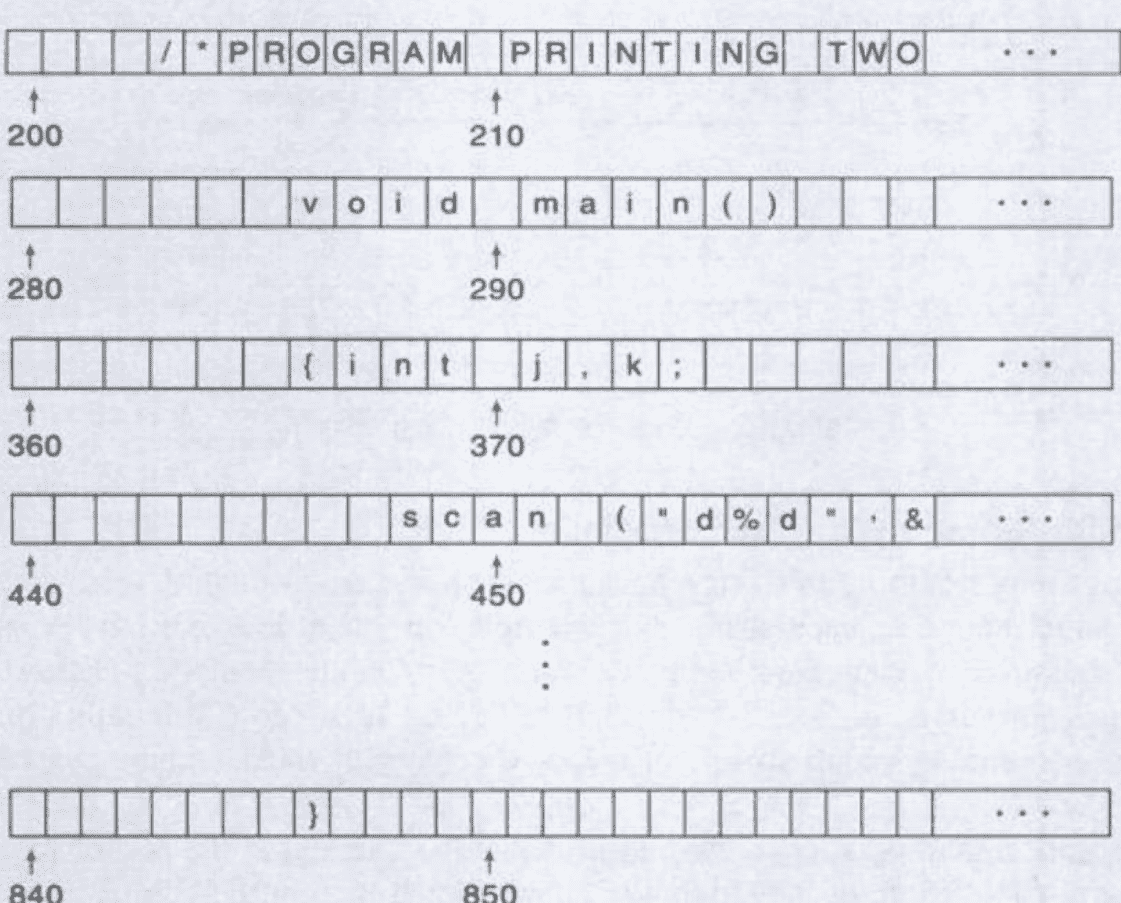 /*PROGRAM PRINTING TWO ...
200 210
void main() ...
280 290
{int j,k; ...
360 370
scan ("d%d",& ...
440 450
} ...
840 850